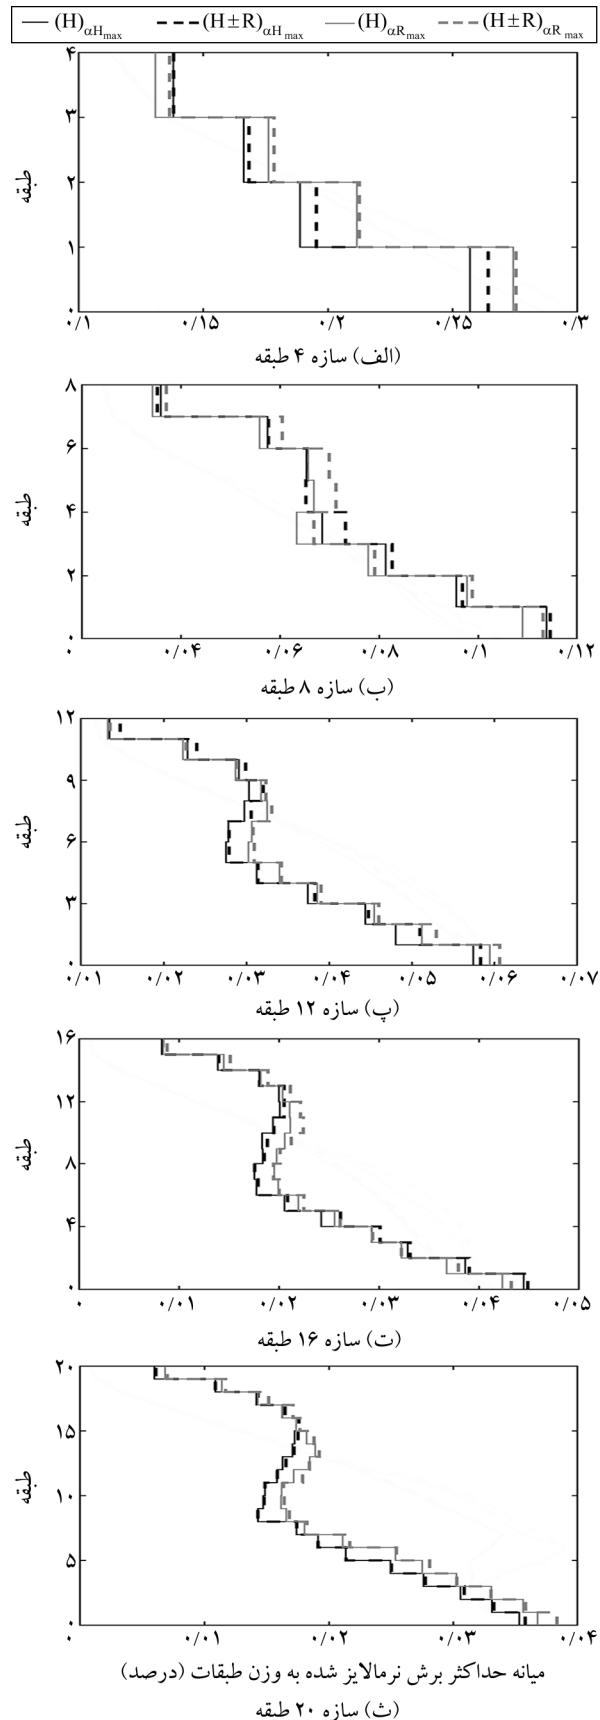 (H)αHmax (H±R)αHmax (H)αRmax (H±R)αRmax
۴
۳
۲
۱
۰
طبقه
۰/۱ ۰/۱۵ ۰/۲ ۰/۲۵ ۰/۳
(الف) سازه ۴ طبقه
۸
۶
۴
۲
۰
طبقه
۰ ۰/۰۴ ۰/۰۶ ۰/۰۸ ۰/۱ ۰/۱۲
(ب) سازه ۸ طبقه
۱۲
۹
۶
۳
۰
طبقه
۰/۰۱ ۰/۰۲ ۰/۰۳ ۰/۰۴ ۰/۰۵ ۰/۰۶ ۰/۰۷
(پ) سازه ۱۲ طبقه
۱۶
۱۲
۸
۴
۰
طبقه
۰ ۰/۰۱ ۰/۰۲ ۰/۰۳ ۰/۰۴ ۰/۰۵
(ت) سازه ۱۶ طبقه
۲۰
۱۵
۱۰
۵
۰
طبقه
۰ ۰/۰۱ ۰/۰۲ ۰/۰۳ ۰/۰۴
میانه حداکثر برش نرمالایز شده به وزن طبقات (درصد)
(ث) سازه ۲۰ طبقه